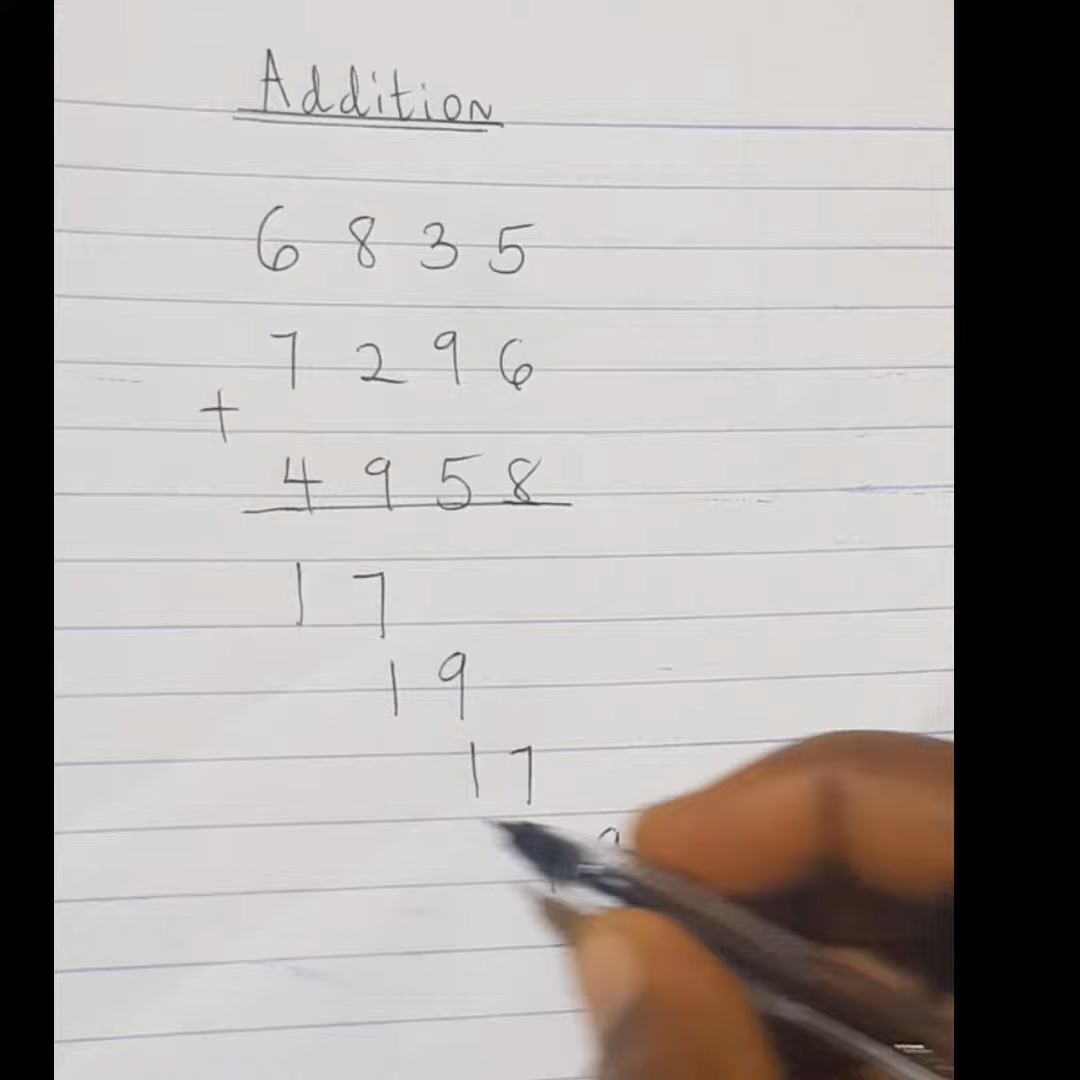 Addition
6 8 3 5
7 2 9 6
+
4 9 5 8
1 7
1 9
1 7